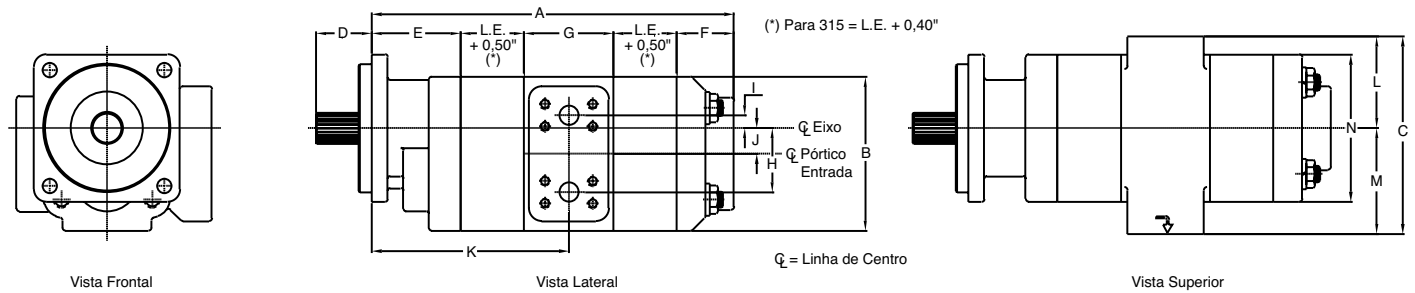 A
(*) Para 315 = L.E. + 0,40"
D
E
L.E.
+ 0,50"
(*)
G
L.E.
+ 0,50"
(*)
F
I
J
H
B
K
℄ Eixo
℄ Pórtico
Entrada
℄ = Linha de Centro
L
N
C
M
Vista Frontal
Vista Lateral
Vista Superior